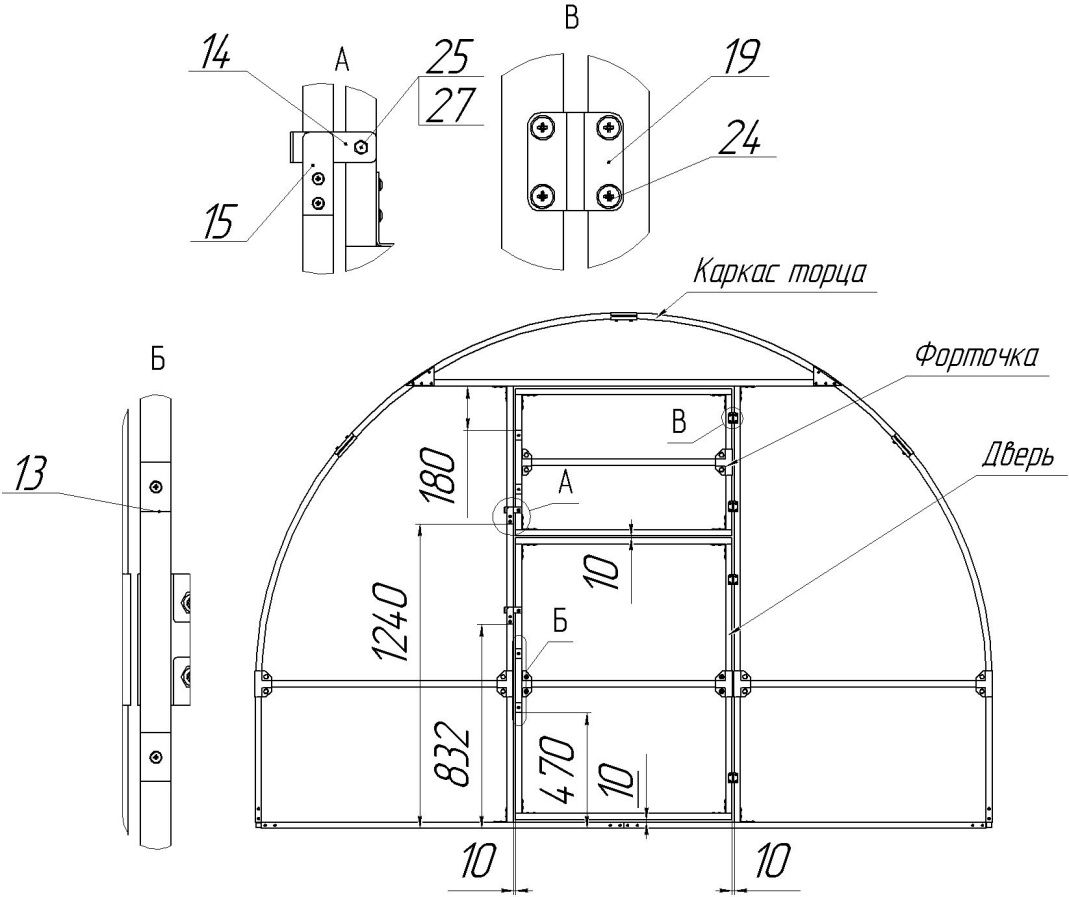 В
14
А
25
27
19
24
15
Каркас торца
Б
Форточка
В
Дверь
13
180
А
10
1240
Б
832
470
10
10
10